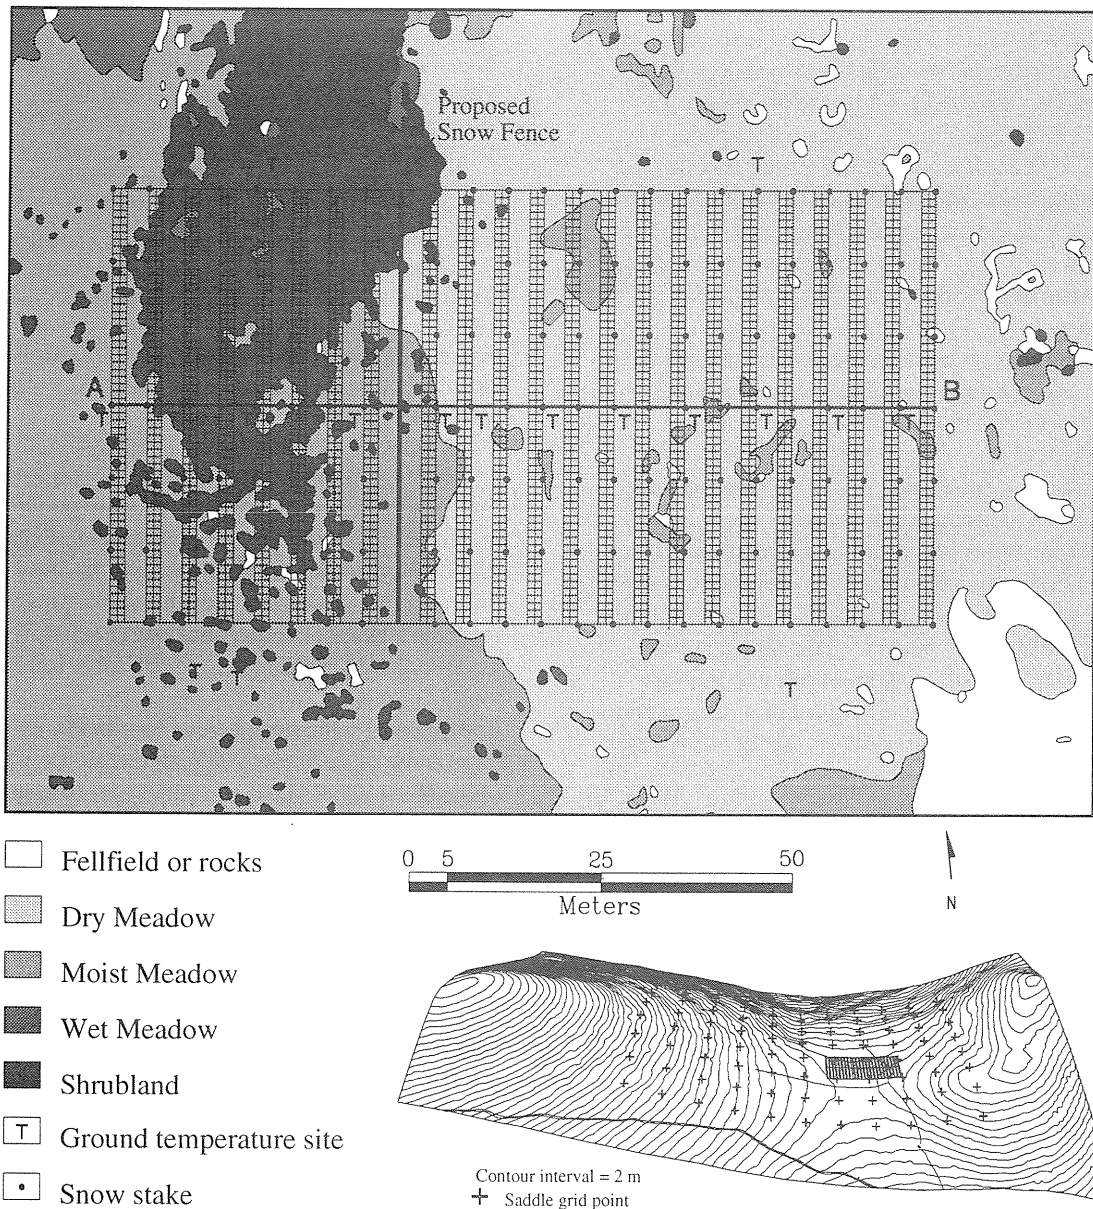 Proposed
Snow Fence
T T
A B
T T T T T T T T T T
T T T
Fellfield or rocks
Dry Meadow
Moist Meadow
Wet Meadow
Shrubland
T Ground temperature site
Snow stake
0 5 25 50
Meters
N
Contour interval = 2 m
Saddle grid point